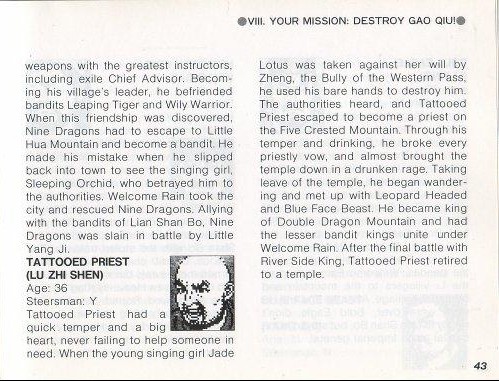 ●VIII. YOUR MISSION: DESTROY GAO QIU!●
weapons with the greatest instructors,
including exile Chief Advisor. Becom-
ing his village's leader, he befriended
bandits Leaping Tiger and Wily Warrior.
When this friendship was discovered,
Nine Dragons had to escape to Little
Hua Mountain and become a bandit. He
made his mistake when he slipped
back into town to see the singing girl,
Sleeping Orchid, who betrayed him to
the authorities. Welcome Rain took the
city and rescued Nine Dragons. Allying
with the bandits of Lian Shan Bo, Nine
Dragons was slain in battle by Little
Yang Ji.
TATTOOED PRIEST
(LU ZHI SHEN)
Age: 36
Steersman: Y
Tattooed Priest had a
quick temper and a big
heart, never failing to help someone in
need. When the young singing girl Jade
Lotus was taken against her will by
Zheng, the Bully of the Western Pass,
he used his bare hands to destroy him.
The authorities heard, and Tattooed
Priest escaped to become a priest on
the Five Crested Mountain. Through his
temper and drinking, he broke every
priestly vow, and almost brought the
temple down in a drunken rage. Taking
leave of the temple, he began wander-
ing and met up with Leopard Headed
and Blue Face Beast. He became king
of Double Dragon Mountain and had
the lesser bandit kings unite under
Welcome Rain. After the final battle with
River Side King, Tattooed Priest retired
to a temple.
43